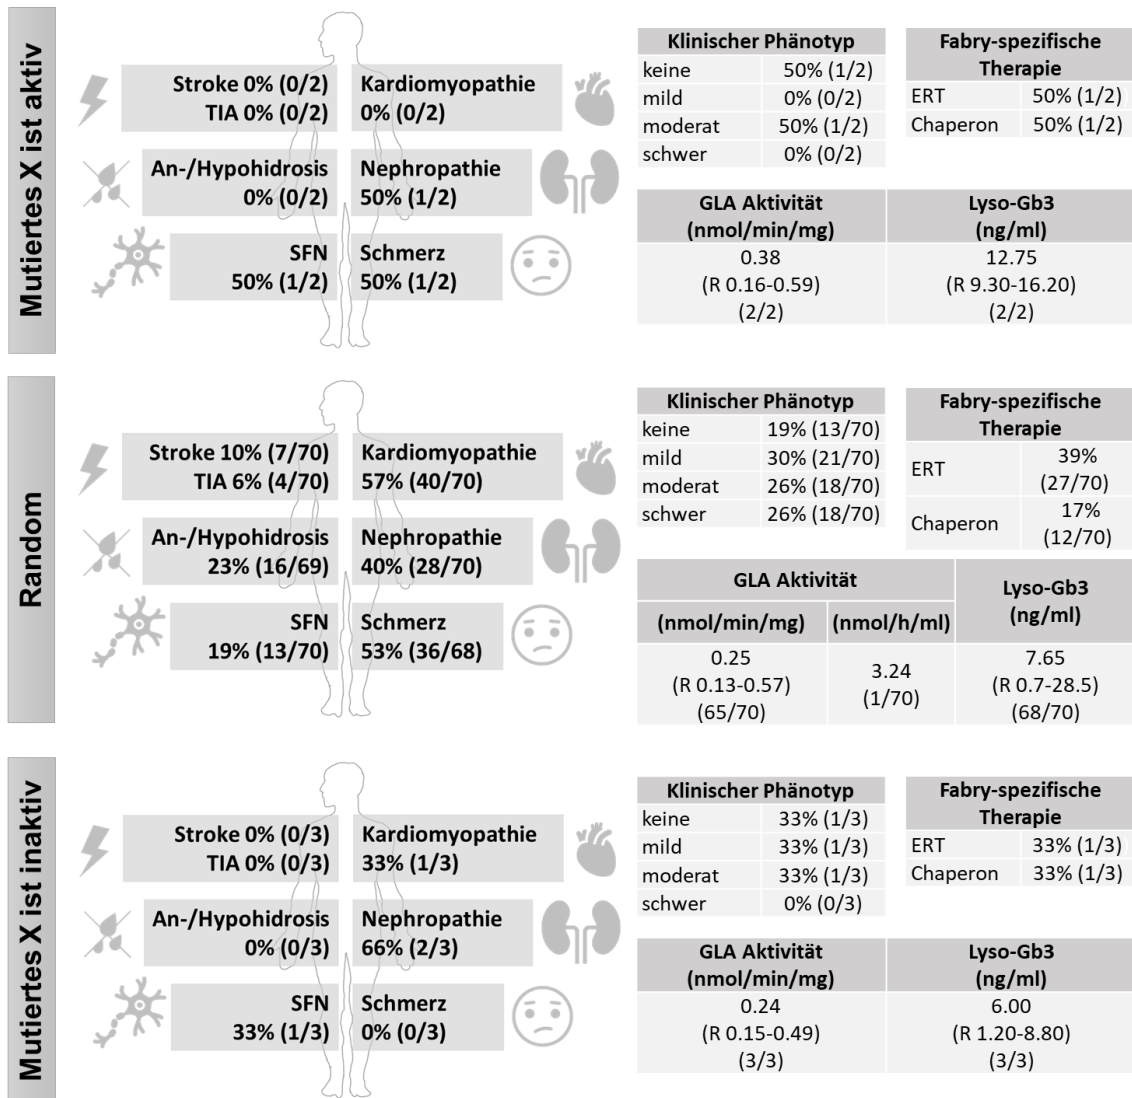 Mutiertes X ist aktiv
Stroke 0% (0/2)
TIA 0% (0/2)
Kardiomyopathie
0% (0/2)
An-/Hypohidrosis
0% (0/2)
Nephropathie
50% (1/2)
SFN
50% (1/2)
Schmerz
50% (1/2)
Klinischer Phänotyp
keine 50% (1/2)
mild 0% (0/2)
moderat 50% (1/2)
schwer 0% (0/2)
Fabry-spezifische
Therapie
ERT 50% (1/2)
Chaperon 50% (1/2)
GLA Aktivität
(nmol/min/mg)
0.38
(R 0.16-0.59)
(2/2)
Lyso-Gb3
(ng/ml)
12.75
(R 9.30-16.20)
(2/2)
Random
Stroke 10% (7/70)
TIA 6% (4/70)
Kardiomyopathie
57% (40/70)
An-/Hypohidrosis
23% (16/69)
Nephropathie
40% (28/70)
SFN
19% (13/70)
Schmerz
53% (36/68)
Klinischer Phänotyp
keine 19% (13/70)
mild 30% (21/70)
moderat 26% (18/70)
schwer 26% (18/70)
Fabry-spezifische
Therapie
ERT 39%
(27/70)
Chaperon 17%
(12/70)
GLA Aktivität
(nmol/min/mg) (nmol/h/ml)
0.25
(R 0.13-0.57)
(65/70)
3.24
(1/70)
Lyso-Gb3
(ng/ml)
7.65
(R 0.7-28.5)
(68/70)
Mutiertes X ist inaktiv
Stroke 0% (0/3)
TIA 0% (0/3)
Kardiomyopathie
33% (1/3)
An-/Hypohidrosis
0% (0/3)
Nephropathie
66% (2/3)
SFN
33% (1/3)
Schmerz
0% (0/3)
Klinischer Phänotyp
keine 33% (1/3)
mild 33% (1/3)
moderat 33% (1/3)
schwer 0% (0/3)
Fabry-spezifische
Therapie
ERT 33% (1/3)
Chaperon 33% (1/3)
GLA Aktivität
(nmol/min/mg)
0.24
(R 0.15-0.49)
(3/3)
Lyso-Gb3
(ng/ml)
6.00
(R 1.20-8.80)
(3/3)